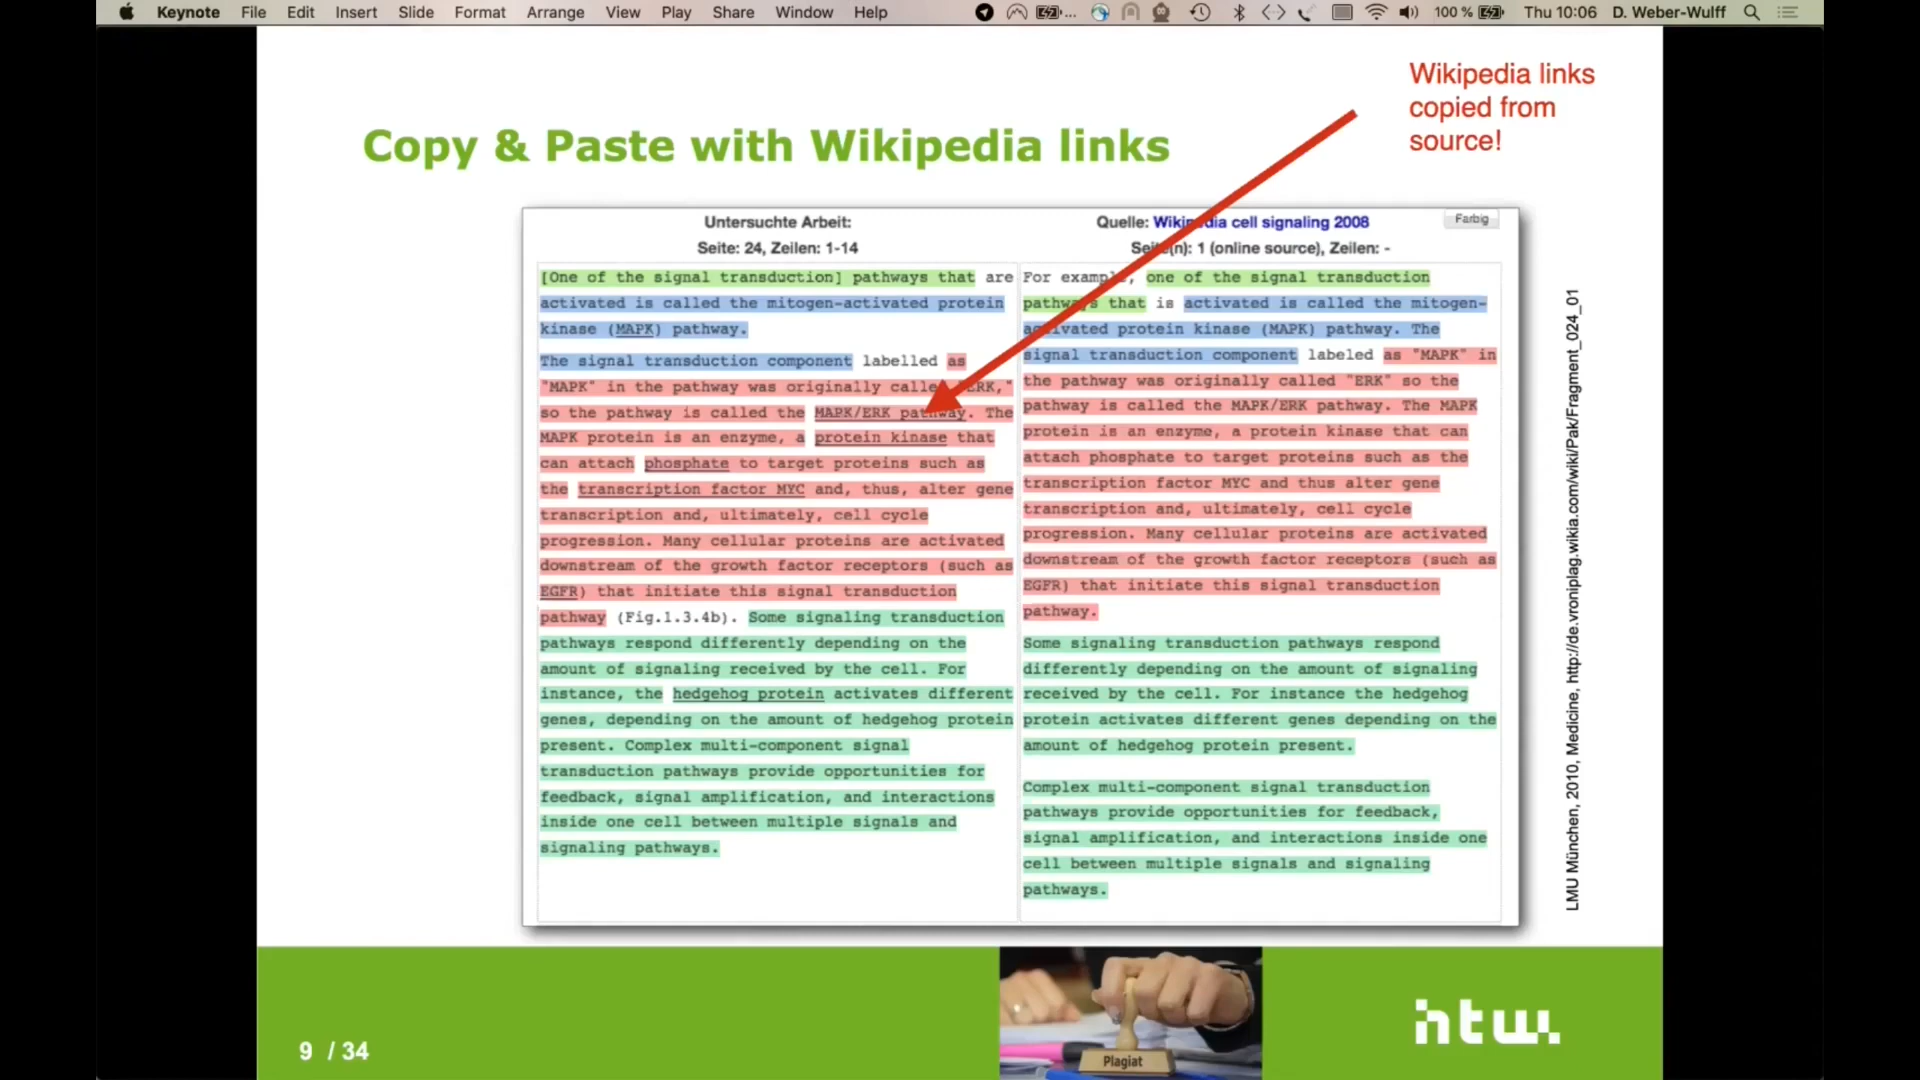 Keynote File Edit Insert Slide Format Arrange View Play Share Window Help
100 % Thu 10:06 D. Weber-Wulff
Wikipedia links
copied from
source!
Copy & Paste with Wikipedia links
Untersuchte Arbeit:
Seite: 24, Zeilen: 1-14
[One of the signal transduction] pathways that are
activated is called the mitogen-activated protein
kinase (MAPK) pathway.
The signal transduction component labelled as
"MAPK" in the pathway was originally called "ERK,"
so the pathway is called the MAPK/ERK pathway. The
MAPK protein is an enzyme, a protein kinase that
can attach phosphate to target proteins such as
the transcription factor MYC and, thus, alter gene
transcription and, ultimately, cell cycle
progression. Many cellular proteins are activated
downstream of the growth factor receptors (such as
EGFR) that initiate this signal transduction
pathway (Fig.1.3.4b). Some signaling transduction
pathways respond differently depending on the
amount of signaling received by the cell. For
instance, the hedgehog protein activates different
genes, depending on the amount of hedgehog protein
present. Complex multi-component signal
transduction pathways provide opportunities for
feedback, signal amplification, and interactions
inside one cell between multiple signals and
signaling pathways.
Quelle: Wikipedia cell signaling 2008
Seite(n): 1 (online source), Zeilen: -
Farbig
For example, one of the signal transduction
pathways that is activated is called the mitogen-
activated protein kinase (MAPK) pathway. The
signal transduction component labeled as "MAPK" in
the pathway was originally called "ERK" so the
pathway is called the MAPK/ERK pathway. The MAPK
protein is an enzyme, a protein kinase that can
attach phosphate to target proteins such as the
transcription factor MYC and thus alter gene
transcription and, ultimately, cell cycle
progression. Many cellular proteins are activated
downstream of the growth factor receptors (such as
EGFR) that initiate this signal transduction
pathway.
Some signaling transduction pathways respond
differently depending on the amount of signaling
received by the cell. For instance the hedgehog
protein activates different genes depending on the
amount of hedgehog protein present.
Complex multi-component signal transduction
pathways provide opportunities for feedback,
signal amplification, and interactions inside one
cell between multiple signals and signaling
pathways.
LMU München, 2010, Medicine, http://de.vroniplag.wikia.com/wiki/Pak/Fragment_024_01
9 / 34
Plagiat
htw.